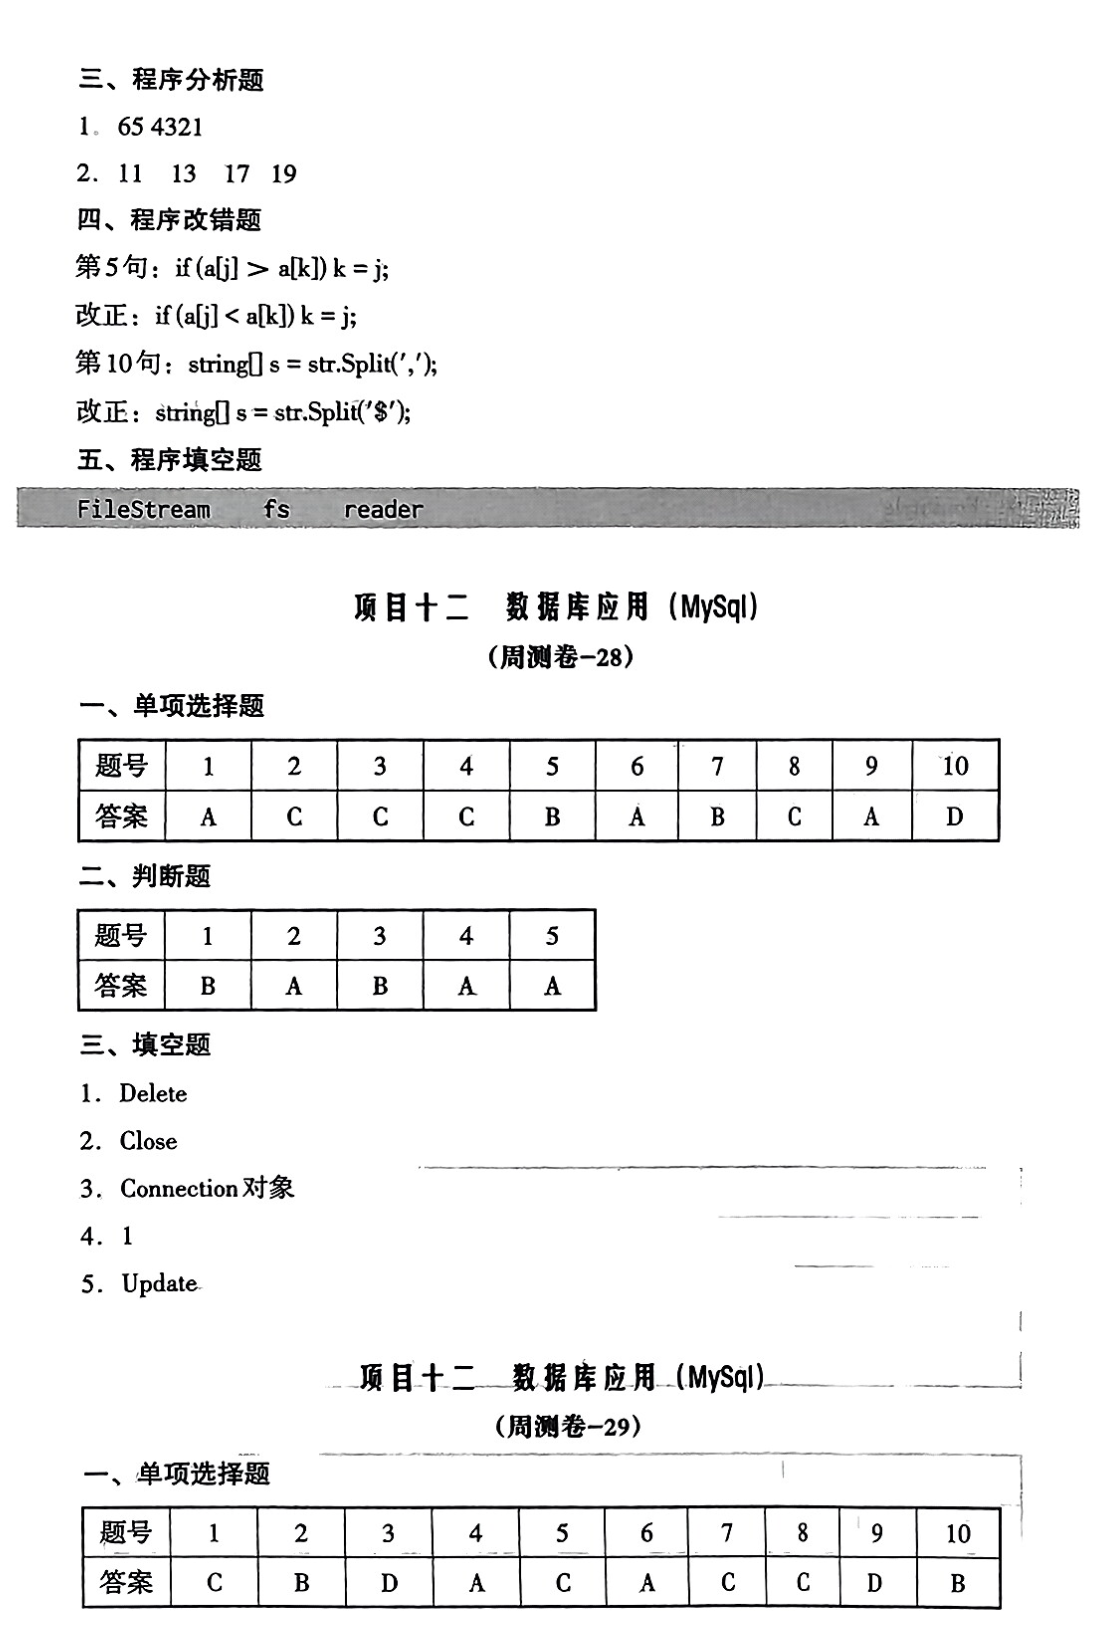 三、程序分析题
1. 65 4321
2. 11 13 17 19
四、程序改错题
第5句：if (a[j] > a[k]) k = j;
改正：if (a[j] < a[k]) k = j;
第10句：string[] s = str.Split(',');
改正：string[] s = str.Split('$');
五、程序填空题
FileStream fs reader
项目十二 数据库应用（MySql）
（周测卷–28）
一、单项选择题
题号 1 2 3 4 5 6 7 8 9 10
答案 A C C C B A B C A D
二、判断题
题号 1 2 3 4 5
答案 B A B A A
三、填空题
1. Delete
2. Close
3. Connection对象
4. 1
5. Update
项目十二 数据库应用（MySql）
（周测卷–29）
一、单项选择题
题号 1 2 3 4 5 6 7 8 9 10
答案 C B D A C A C C D B